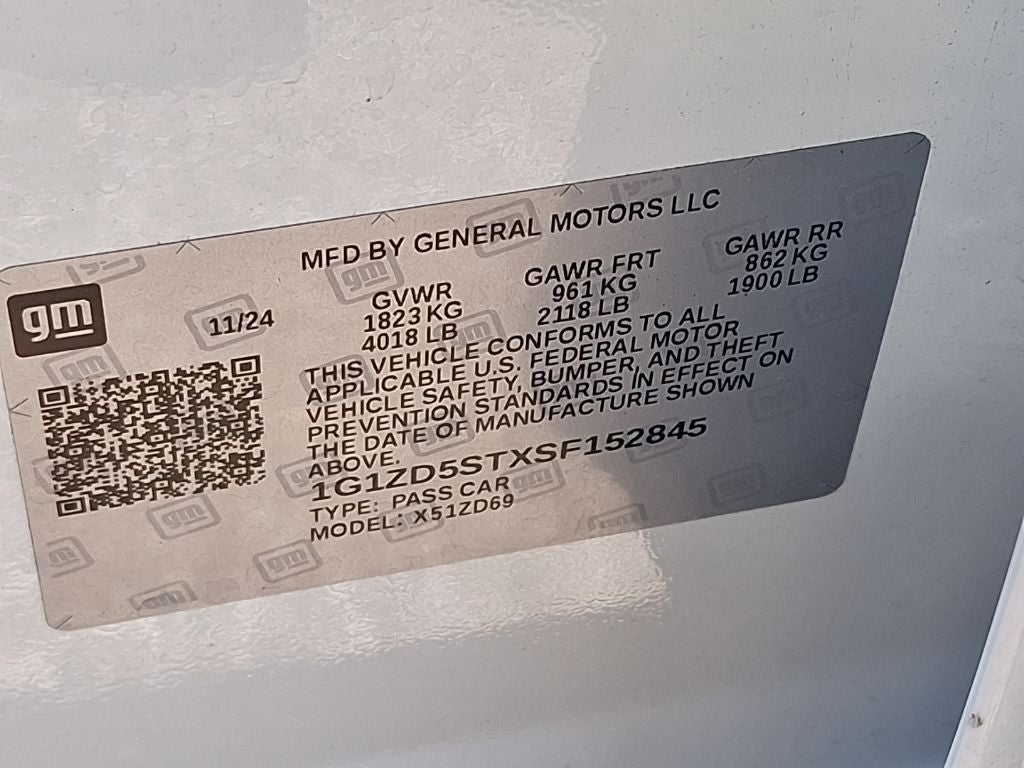 MFD BY GENERAL MOTORS LLC
gm
11/24
GVWR
1823 KG
4018 LB
GAWR FRT
961 KG
2118 LB
GAWR RR
862 KG
1900 LB
THIS VEHICLE CONFORMS TO ALL
APPLICABLE U.S. FEDERAL MOTOR
VEHICLE SAFETY, BUMPER, AND THEFT
PREVENTION STANDARDS IN EFFECT ON
THE DATE OF MANUFACTURE SHOWN
ABOVE.
1G1ZD5STXSF152845
TYPE: PASS CAR
MODEL: X51ZD69